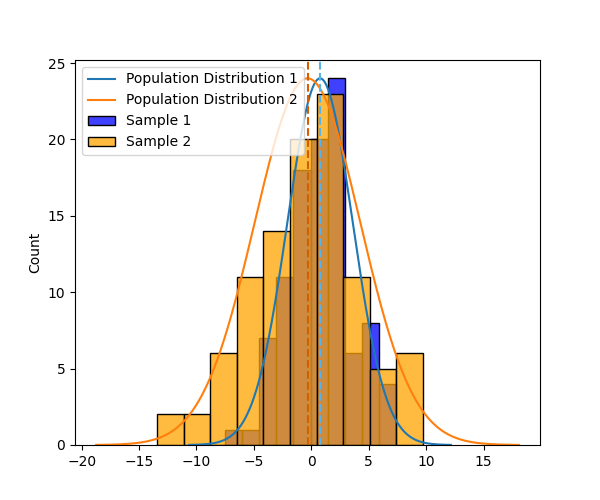 25
20
15
10
5
0
Count
Population Distribution 1
Population Distribution 2
Sample 1
Sample 2
−20 −15 −10 −5 0 5 10 15